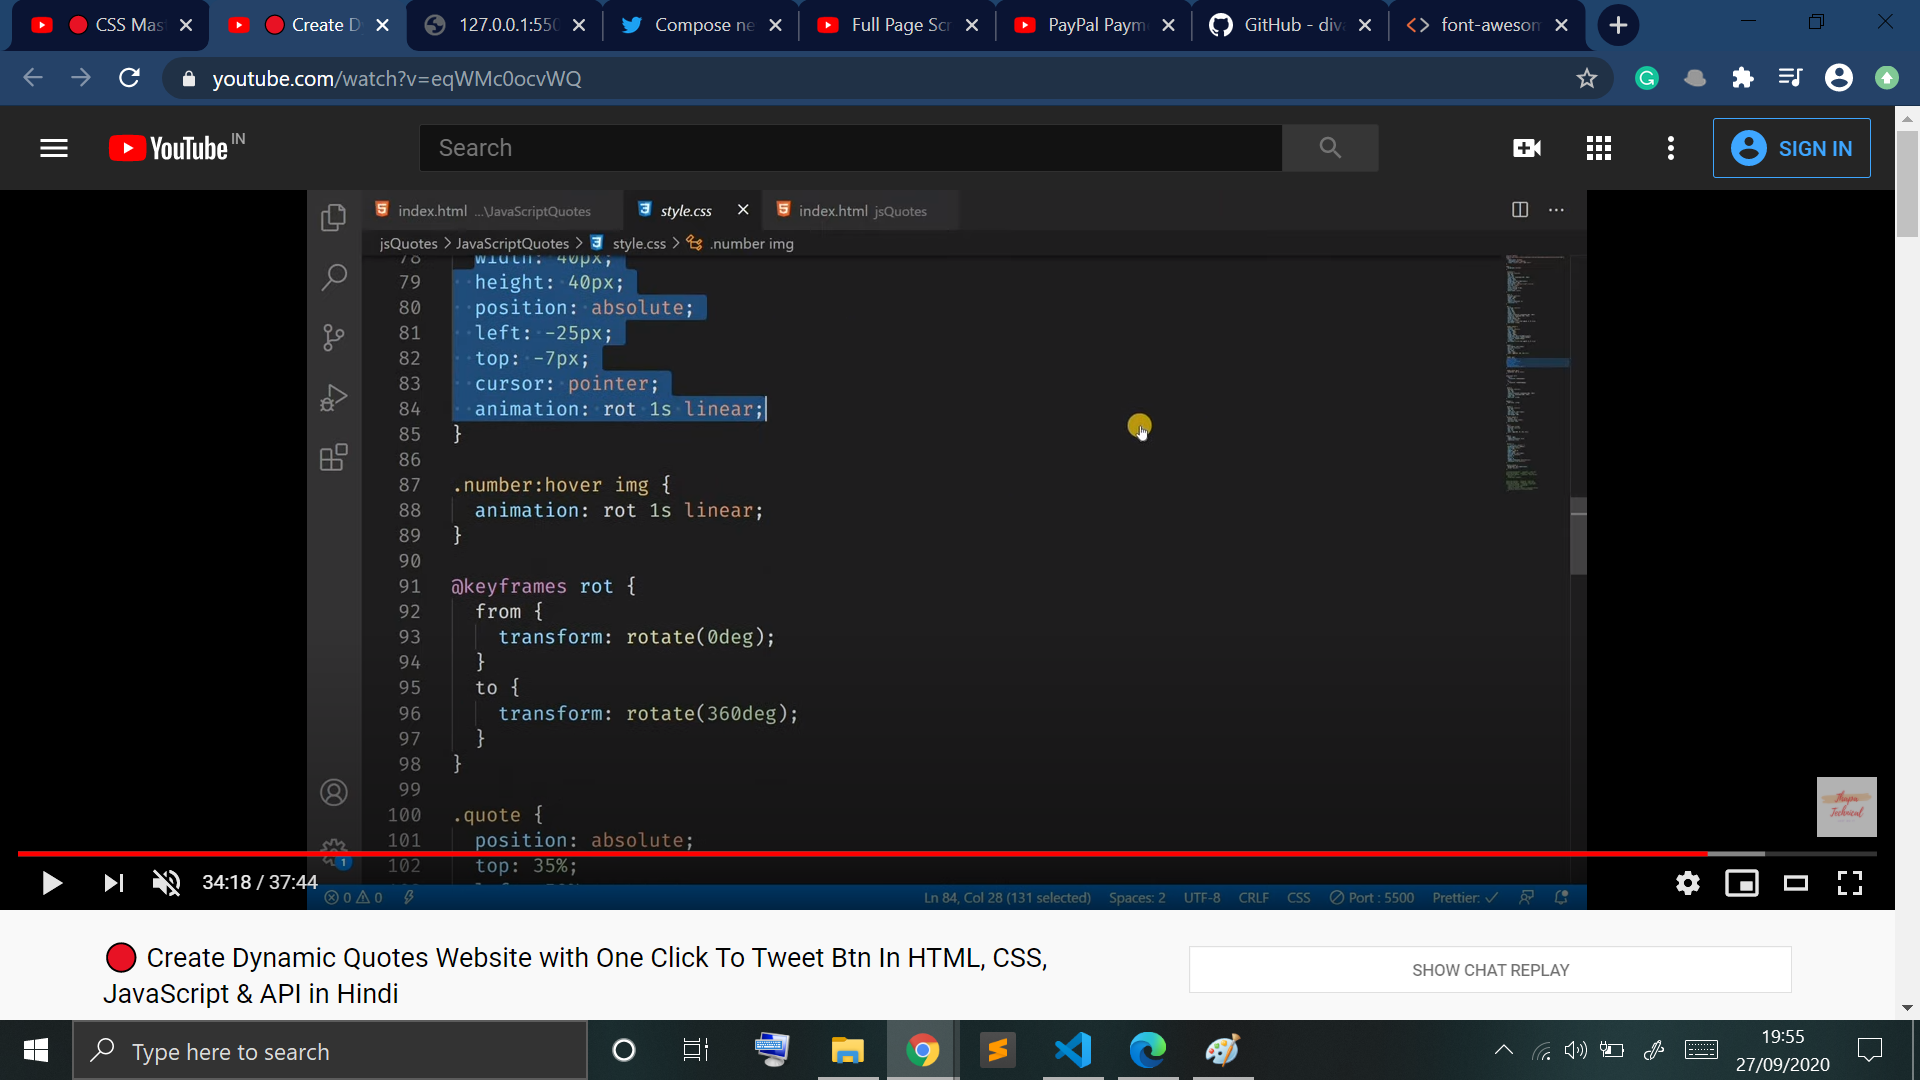 CSS Mas
Create D
127.0.0.1:550
Compose ne
Full Page Scr
PayPal Paym
GitHub - diva
font-awesom
youtube.com/watch?v=eqWMc0ocvWQ
YouTube IN
Search
SIGN IN
index.html ...\JavaScriptQuotes
style.css
index.html jsQuotes
jsQuotes > JavaScriptQuotes > style.css > .number img
78 width: 40px;
79 height: 40px;
80 position: absolute;
81 left: -25px;
82 top: -7px;
83 cursor: pointer;
84 animation: rot 1s linear;
85 }
86
87 .number:hover img {
88 animation: rot 1s linear;
89 }
90
91 @keyframes rot {
92 from {
93 transform: rotate(0deg);
94 }
95 to {
96 transform: rotate(360deg);
97 }
98 }
99
100 .quote {
101 position: absolute;
102 top: 35%;
1
Thapa
Technical
34:18 / 37:44
0 0
Ln 84, Col 28 (131 selected)
Spaces: 2
UTF-8
CRLF
CSS
Port : 5500
Prettier: ✓
Create Dynamic Quotes Website with One Click To Tweet Btn In HTML, CSS,
JavaScript & API in Hindi
SHOW CHAT REPLAY
Type here to search
19:55
27/09/2020